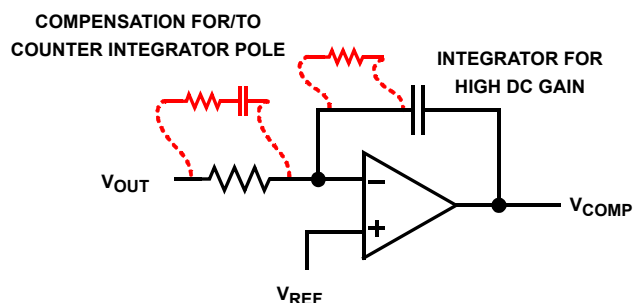 COMPENSATION FOR/TO
COUNTER INTEGRATOR POLE
INTEGRATOR FOR
HIGH DC GAIN
VOUT
−
+
VCOMP
VREF